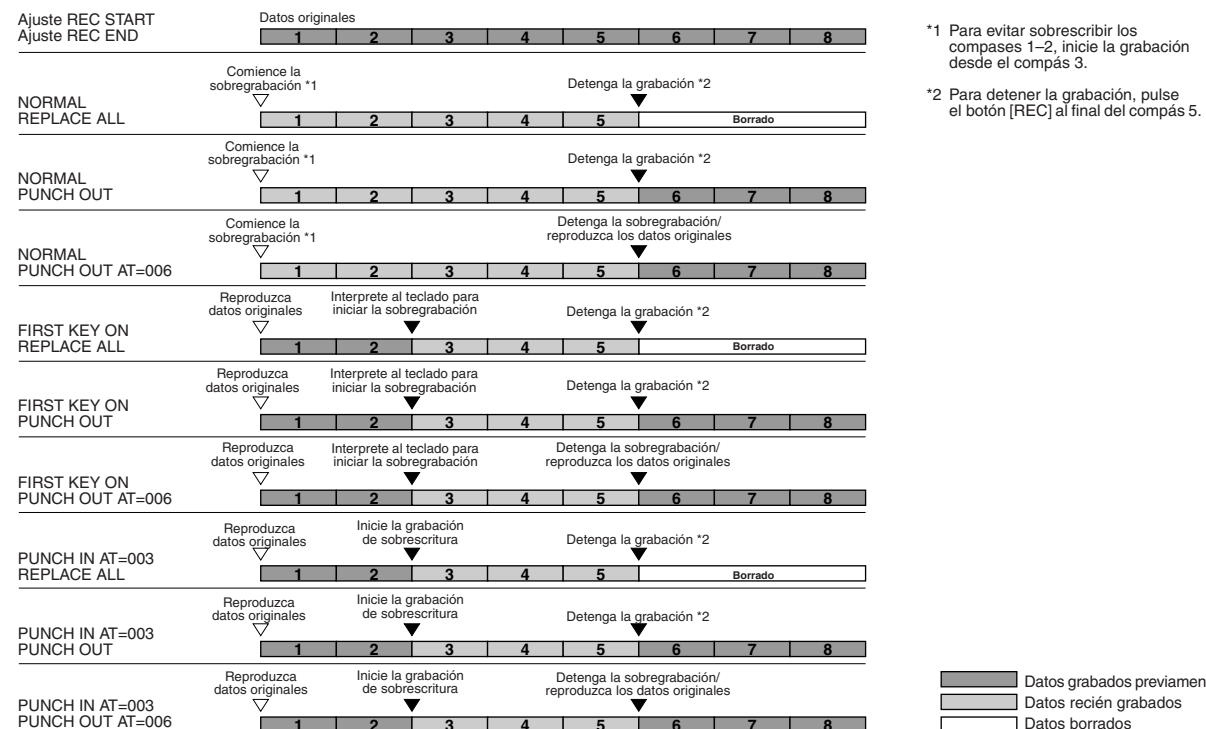 Ajuste REC START
Ajuste REC END
Datos originales
1 2 3 4 5 6 7 8
*1 Para evitar sobrescribir los
compases 1–2, inicie la grabación
desde el compás 3.
*2 Para detener la grabación, pulse
el botón [REC] al final del compás 5.
NORMAL
REPLACE ALL
Comience la
sobregrabación *1
Detenga la grabación *2
1 2 3 4 5 Borrado
NORMAL
PUNCH OUT
Comience la
sobregrabación *1
Detenga la grabación *2
1 2 3 4 5 6 7 8
NORMAL
PUNCH OUT AT=006
Comience la
sobregrabación *1
Detenga la sobregrabación/
reproduzca los datos originales
1 2 3 4 5 6 7 8
FIRST KEY ON
REPLACE ALL
Reproduzca
datos originales
Interprete al teclado para
iniciar la sobregrabación
Detenga la grabación *2
1 2 3 4 5 Borrado
FIRST KEY ON
PUNCH OUT
Reproduzca
datos originales
Interprete al teclado para
iniciar la sobregrabación
Detenga la grabación *2
1 2 3 4 5 6 7 8
FIRST KEY ON
PUNCH OUT AT=006
Reproduzca
datos originales
Interprete al teclado para
iniciar la sobregrabación
Detenga la sobregrabación/
reproduzca los datos originales
1 2 3 4 5 6 7 8
PUNCH IN AT=003
REPLACE ALL
Reproduzca
datos originales
Inicie la grabación
de sobrescritura
Detenga la grabación *2
1 2 3 4 5 Borrado
PUNCH IN AT=003
PUNCH OUT
Reproduzca
datos originales
Inicie la grabación
de sobrescritura
Detenga la grabación *2
1 2 3 4 5 6 7 8
PUNCH IN AT=003
PUNCH OUT AT=006
Reproduzca
datos originales
Inicie la grabación
de sobrescritura
Detenga la sobregrabación/
reproduzca los datos originales
1 2 3 4 5 6 7 8
Datos grabados previamen
Datos recién grabados
Datos borrados